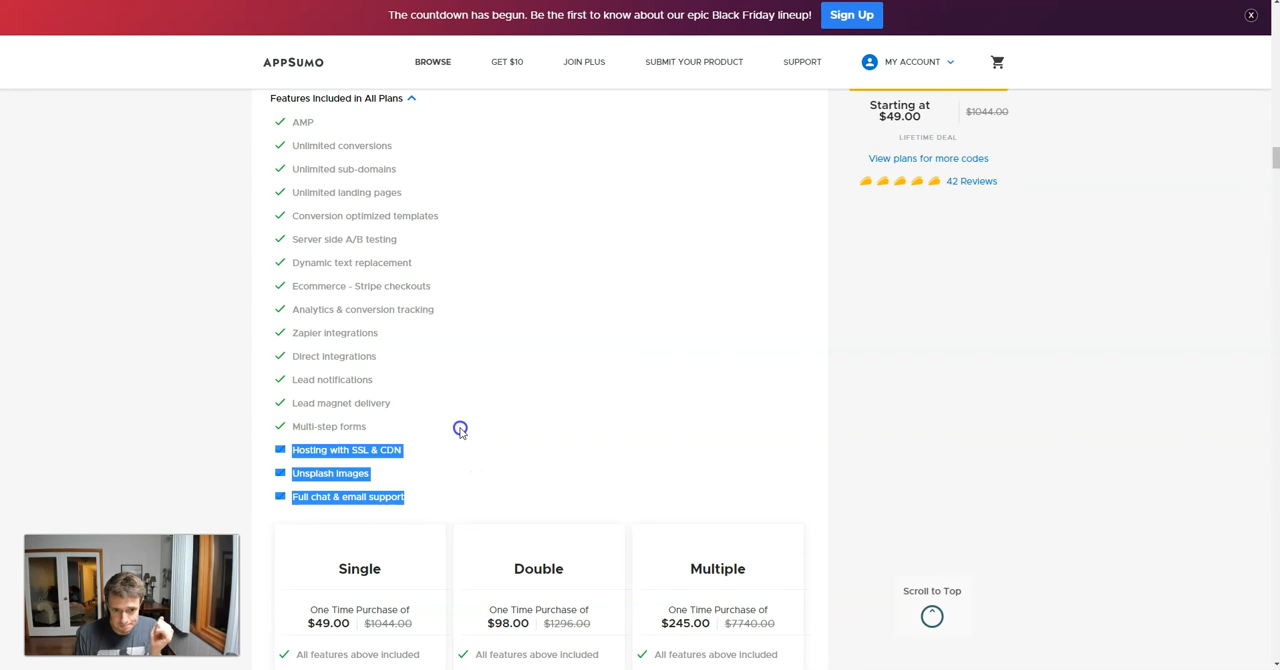 The countdown has begun. Be the first to know about our epic Black Friday lineup! Sign Up X
APPSUMO BROWSE GET $10 JOIN PLUS SUBMIT YOUR PRODUCT SUPPORT MY ACCOUNT
Features Included in All Plans
AMP
Unlimited conversions
Unlimited sub-domains
Unlimited landing pages
Conversion optimized templates
Server side A/B testing
Dynamic text replacement
Ecommerce - Stripe checkouts
Analytics & conversion tracking
Zapier integrations
Direct integrations
Lead notifications
Lead magnet delivery
Multi-step forms
Hosting with SSL & CDN
Unsplash images
Full chat & email support
Starting at
$49.00 $1044.00
LIFETIME DEAL
View plans for more codes
42 Reviews
Single
One Time Purchase of
$49.00 $1044.00
All features above included
Double
One Time Purchase of
$98.00 $1296.00
All features above included
Multiple
One Time Purchase of
$245.00 $7740.00
All features above included
Scroll to Top